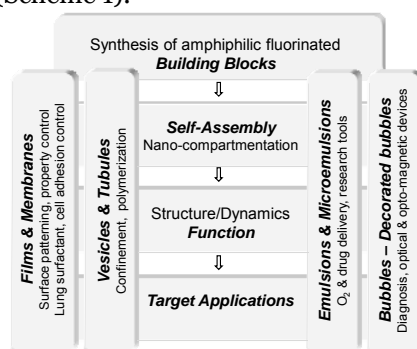 (Scheme 1).
Synthesis of amphiphilic fluorinated
Building Blocks
⇩
Self-Assembly
Nano-compartmentation
⇩
Structure/Dynamics
Function
⇩
Target Applications
Films & Membranes
Surface patterning, property control
Lung surfactant, cell adhesion control
Vesicles & Tubules
Confinement, polymerization
Emulsions & Microemulsions
O₂ & drug delivery, research tools
Bubbles – Decorated bubbles
Diagnosis, optical & opto-magnetic devices